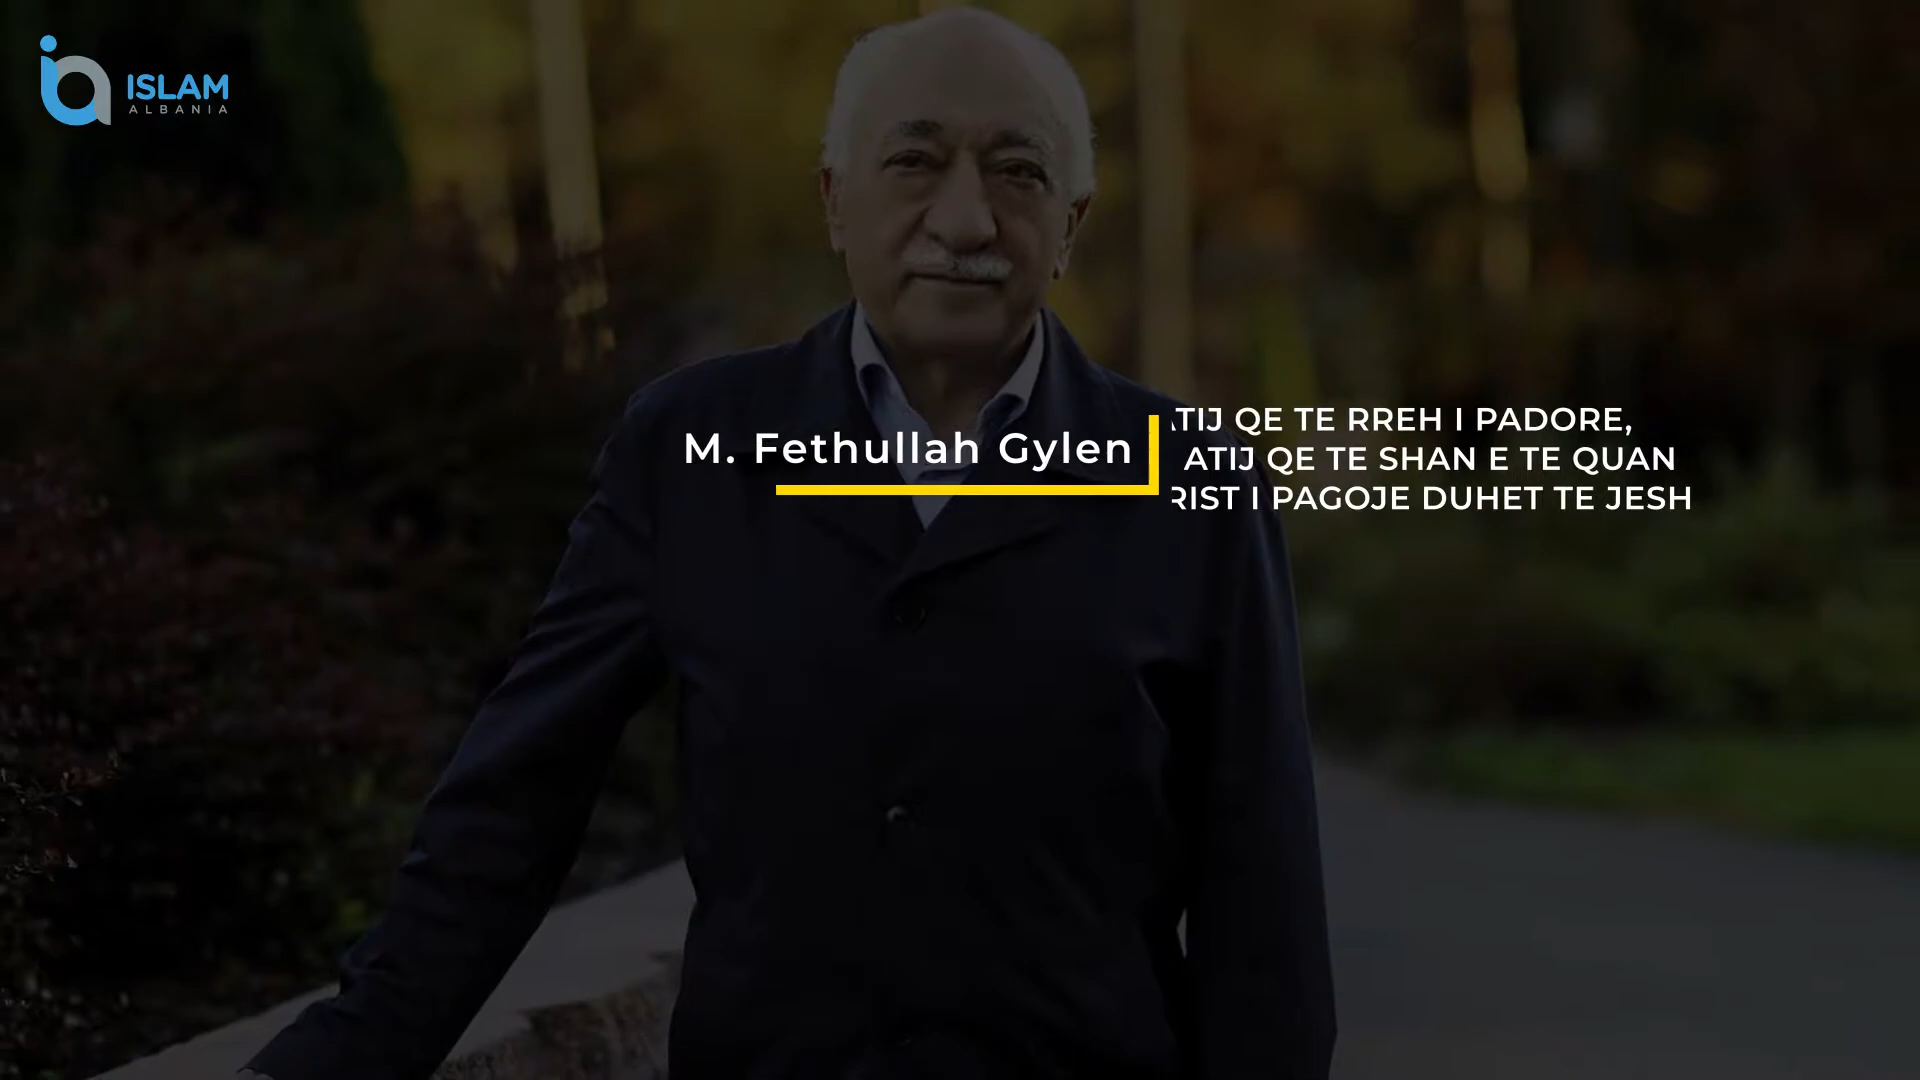 ISLAM
ALBANIA
M. Fethullah Gylen
TIJ QE TE RREH I PADORE,
ATIJ QE TE SHAN E TE QUAN
RIST I PAGOJE DUHET TE JESH